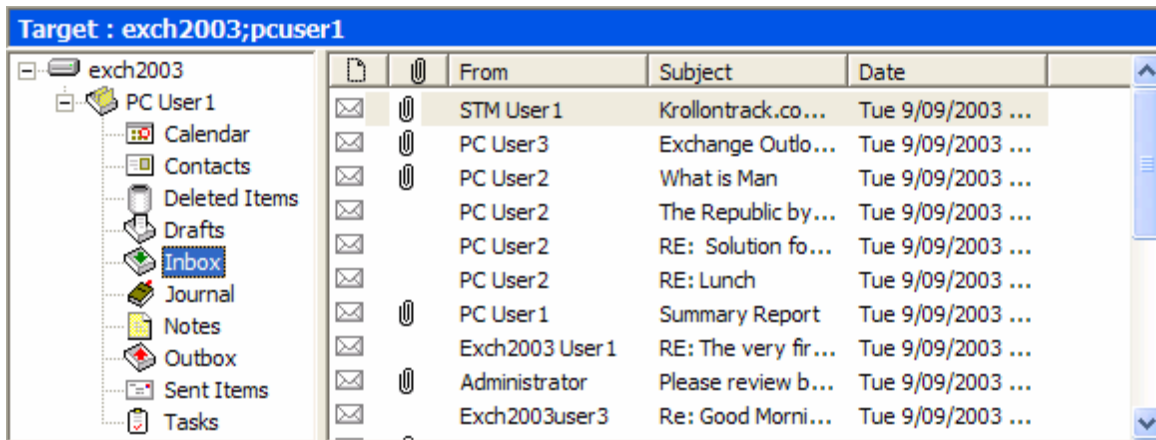 Target : exch2003;pcuser1
exch2003
PC User1
Calendar
Contacts
Deleted Items
Drafts
Inbox
Journal
Notes
Outbox
Sent Items
Tasks
From Subject Date
STM User1 Krollontrack.co... Tue 9/09/2003 ...
PC User3 Exchange Outlo... Tue 9/09/2003 ...
PC User2 What is Man Tue 9/09/2003 ...
PC User2 The Republic by... Tue 9/09/2003 ...
PC User2 RE: Solution fo... Tue 9/09/2003 ...
PC User2 RE: Lunch Tue 9/09/2003 ...
PC User1 Summary Report Tue 9/09/2003 ...
Exch2003 User1 RE: The very fir... Tue 9/09/2003 ...
Administrator Please review b... Tue 9/09/2003 ...
Exch2003user3 Re: Good Morni... Tue 9/09/2003 ...